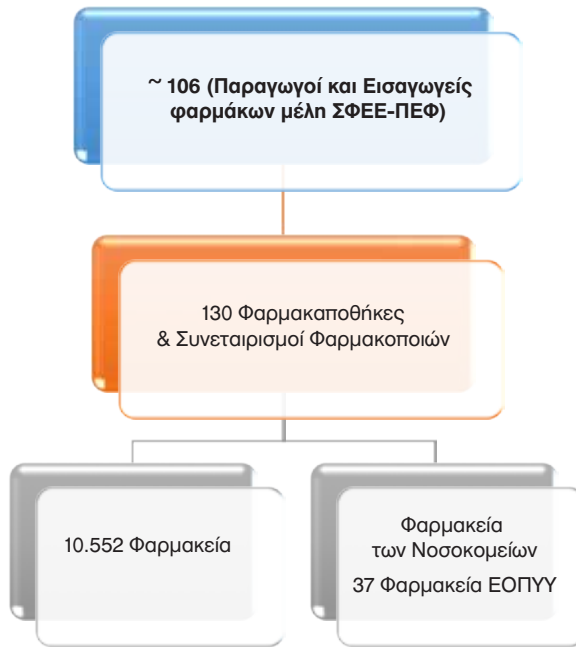 ~ 106 (Παραγωγοί και Εισαγωγείς
φαρμάκων μέλη ΣΦΕΕ-ΠΕΦ)
130 Φαρμακαποθήκες
& Συνεταιρισμοί Φαρμακοποιών
10.552 Φαρμακεία
Φαρμακεία
των Νοσοκομείων
37 Φαρμακεία ΕΟΠΥΥ